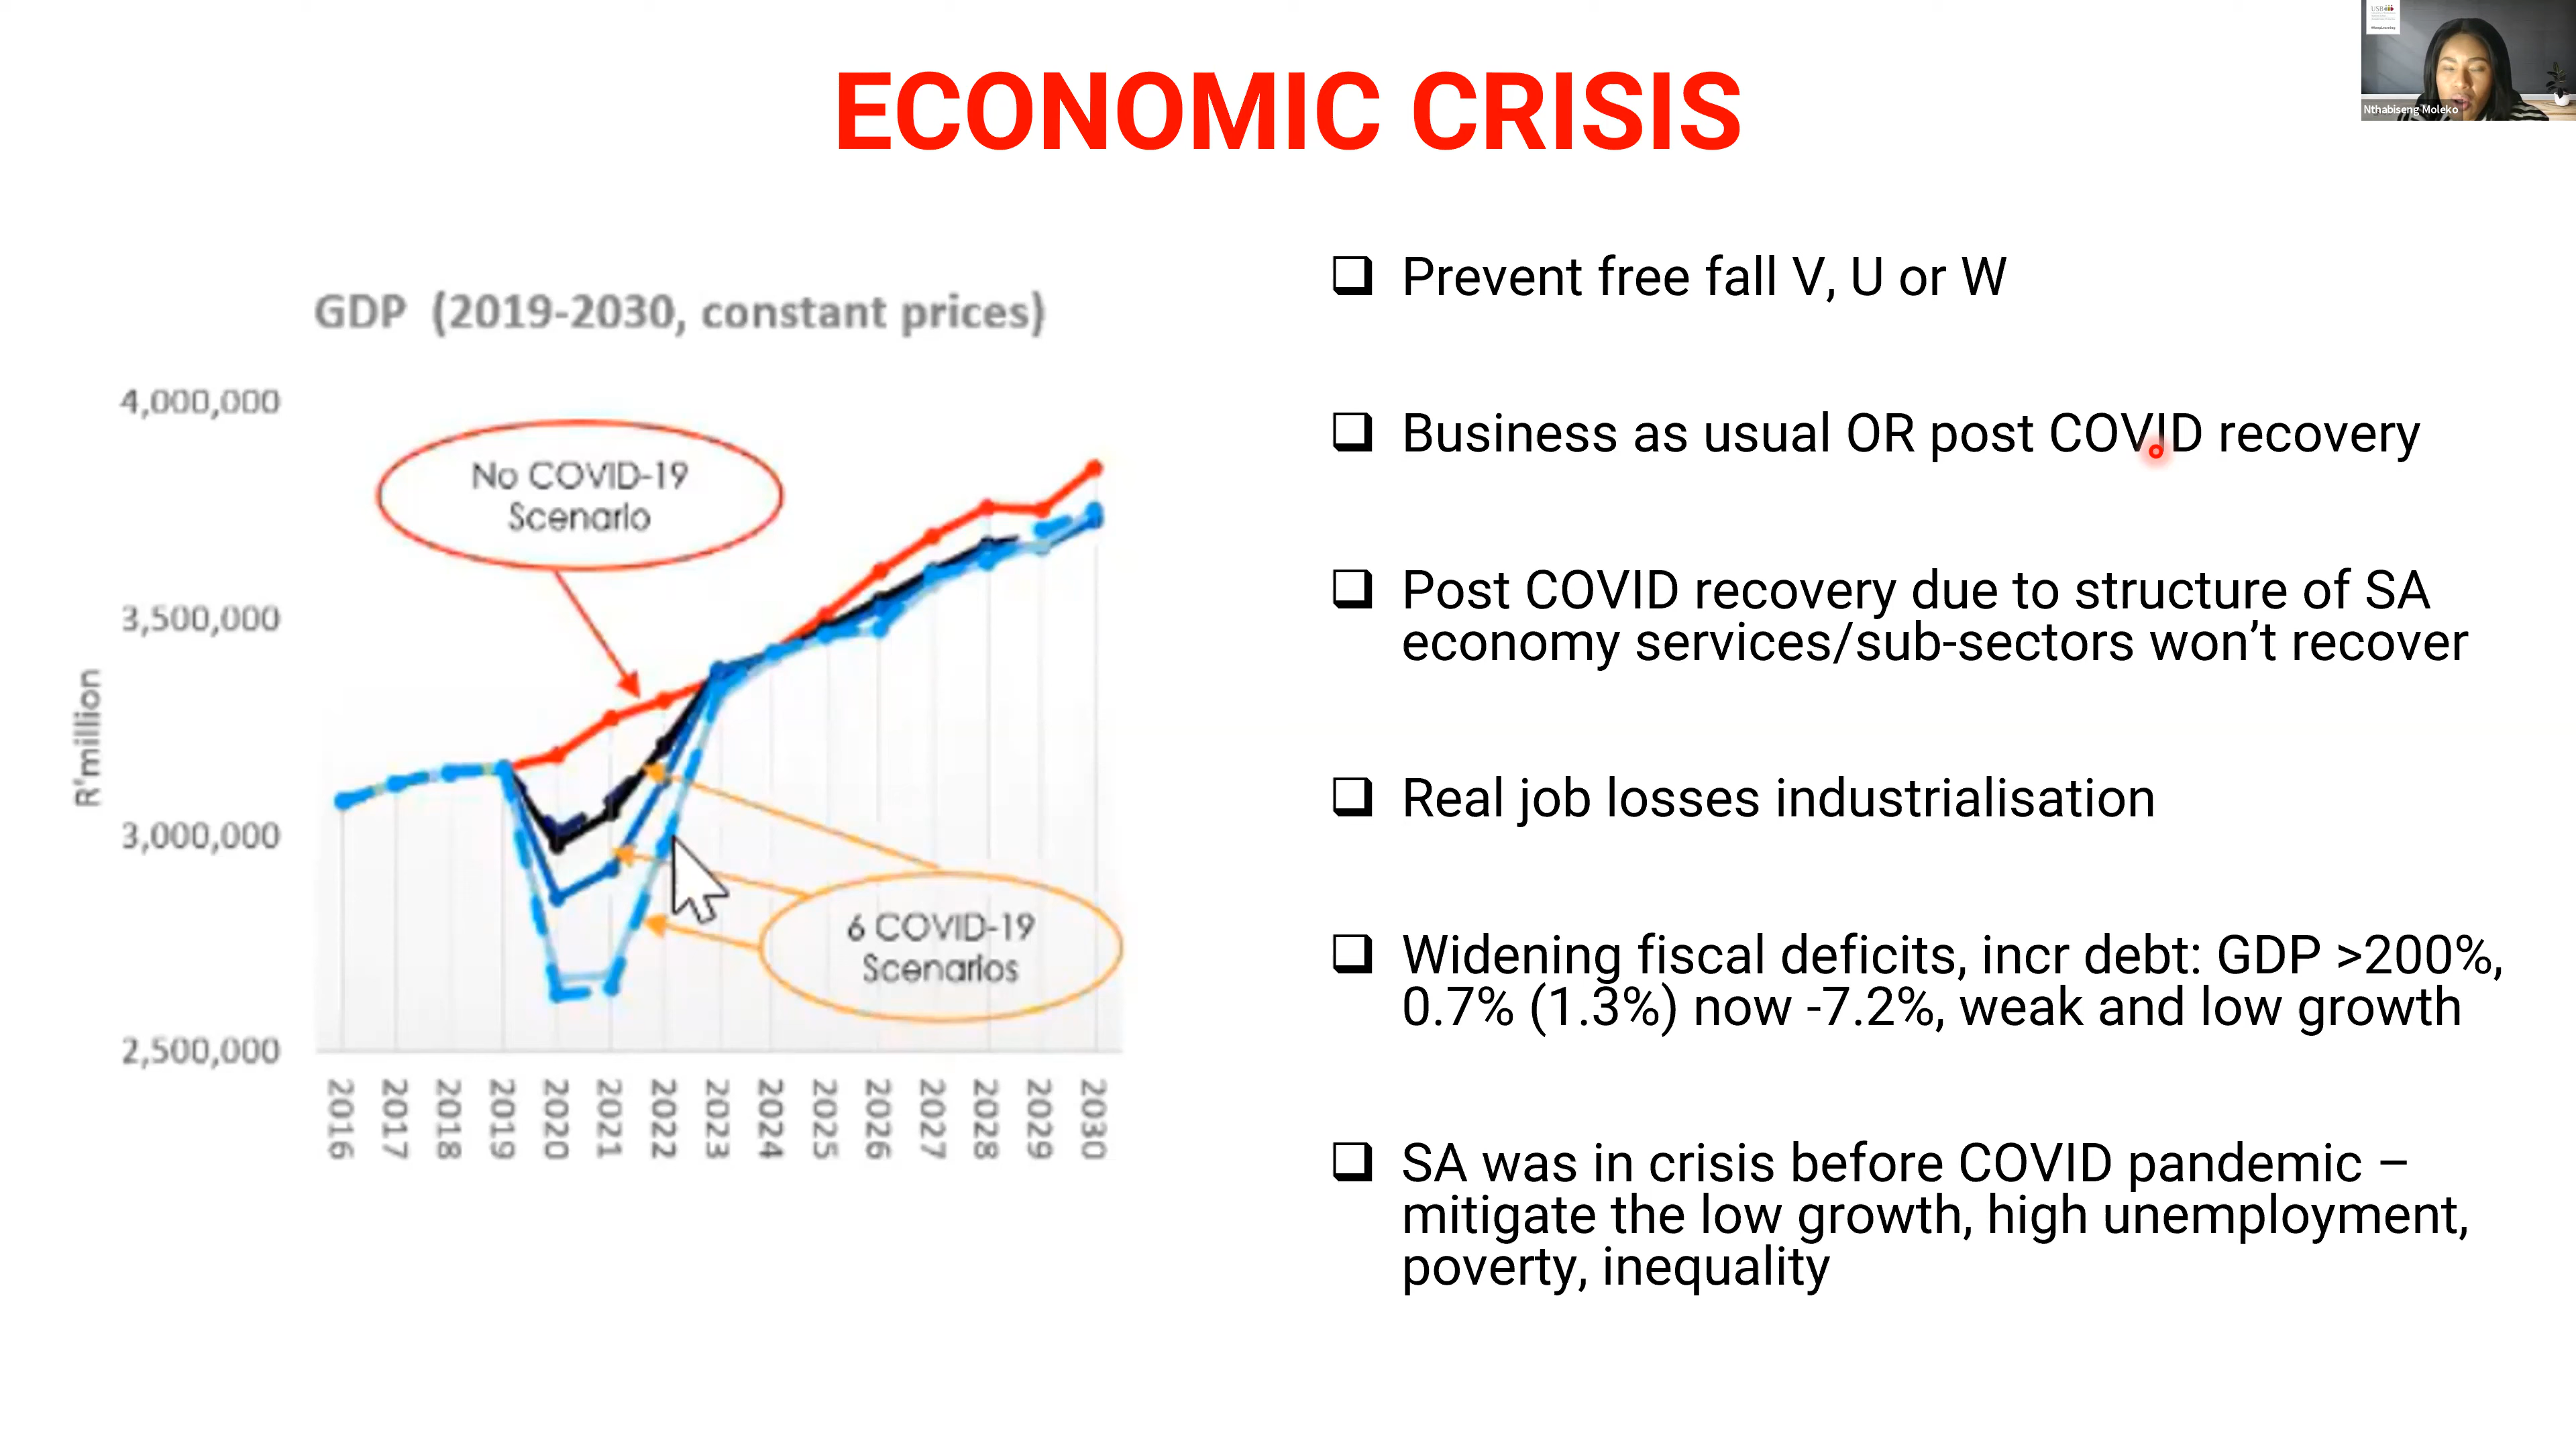 USB
Nthabiseng Moleko
ECONOMIC CRISIS
GDP (2019-2030, constant prices)
4,000,000
3,500,000
3,000,000
2,500,000
R'million
No COVID-19
Scenario
6 COVID-19
Scenarios
2016
2017
2018
2019
2020
2021
2022
2023
2024
2025
2026
2027
2028
2029
2030
❑ Prevent free fall V, U or W
❑ Business as usual OR post COVID recovery
❑ Post COVID recovery due to structure of SA
economy services/sub-sectors won’t recover
❑ Real job losses industrialisation
❑ Widening fiscal deficits, incr debt: GDP >200%,
0.7% (1.3%) now -7.2%, weak and low growth
❑ SA was in crisis before COVID pandemic –
mitigate the low growth, high unemployment,
poverty, inequality